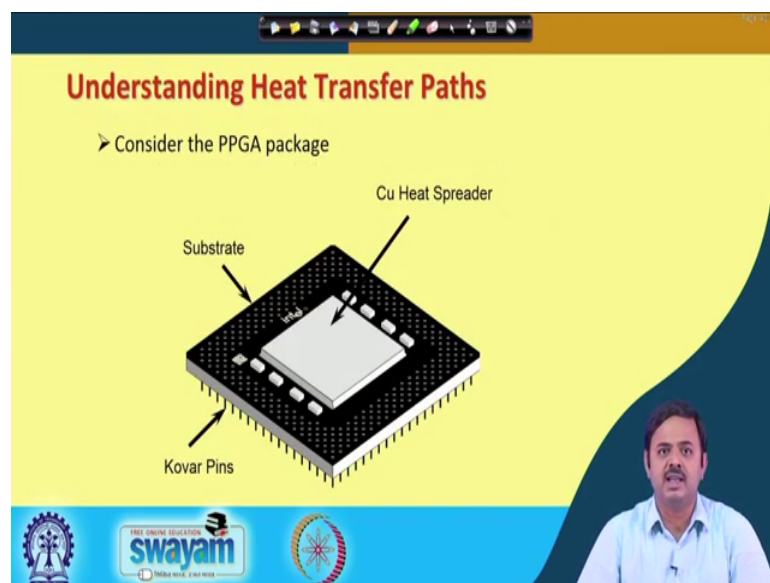 Understanding Heat Transfer Paths
➤ Consider the PPGA package
Cu Heat Spreader
Substrate
intel
Kovar Pins
FREE ONLINE EDUCATION
swayam